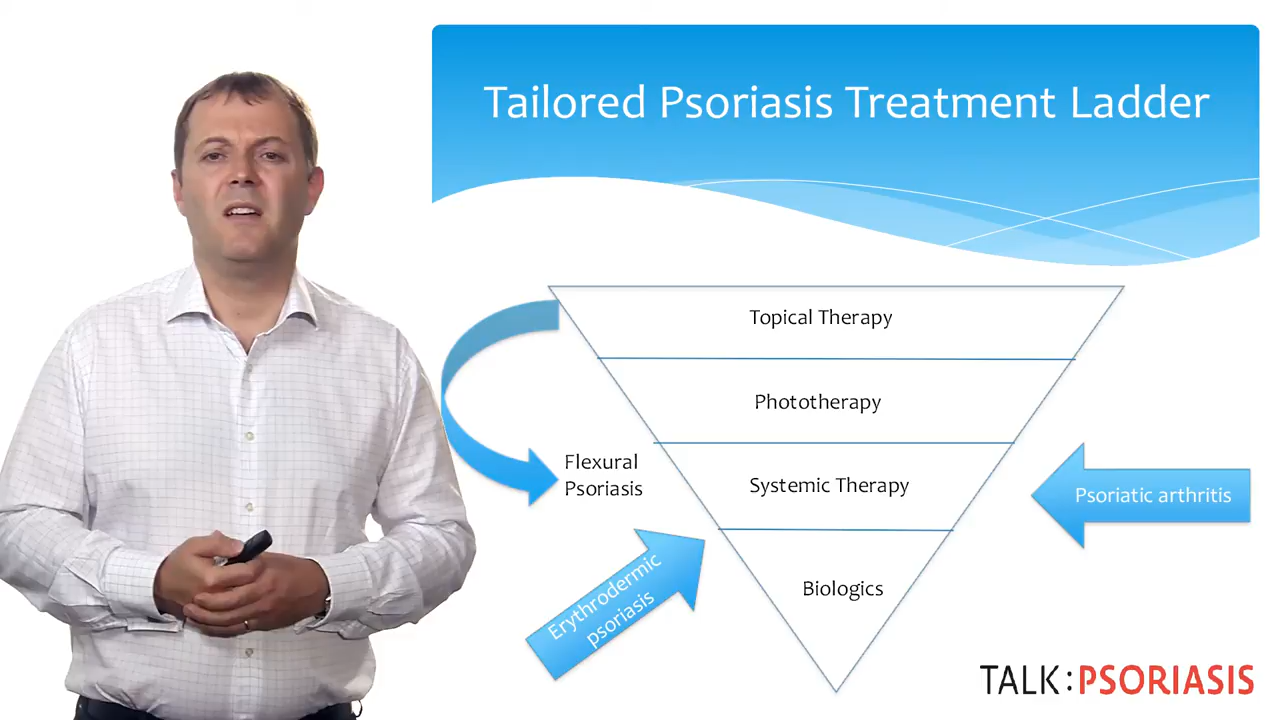 Tailored Psoriasis Treatment Ladder
Topical Therapy
Phototherapy
Flexural
Psoriasis
Systemic Therapy
Psoriatic arthritis
Erythrodermic
psoriasis
Biologics
TALK:PSORIASIS